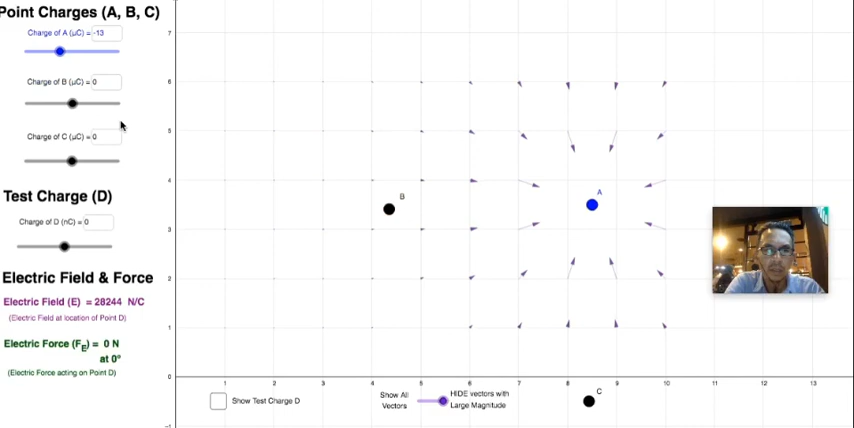 Point Charges (A, B, C)
Charge of A (μC) = -13
Charge of B (μC) = 0
Charge of C (μC) = 0
Test Charge (D)
Charge of D (nC) = 0
Electric Field & Force
Electric Field (E) = 28244 N/C
(Electric Field at location of Point D)
Electric Force (FE) = 0 N
at 0°
(Electric Force acting on Point D)
7
6
5
4
3
2
1
0
-1
1 2 3 4 5 6 7 8 9 10 11 12 13
B
A
C
Show Test Charge D
Show All
Vectors
HIDE vectors with
Large Magnitude